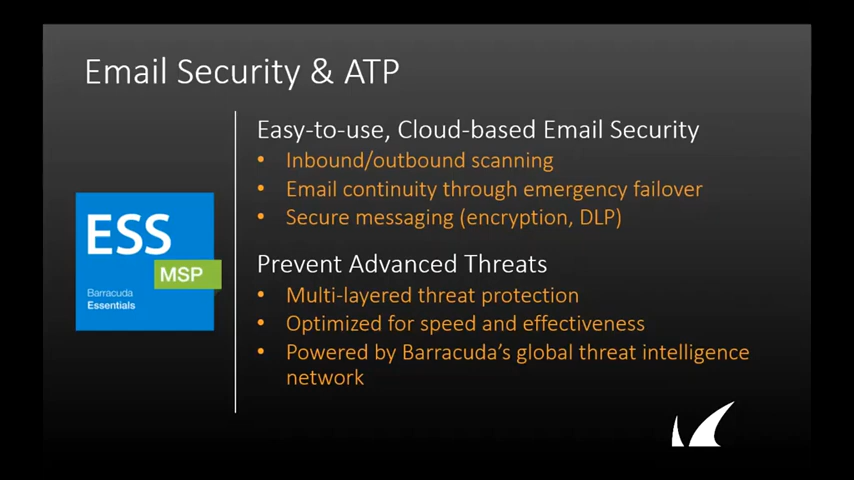 Email Security & ATP
Easy-to-use, Cloud-based Email Security
• Inbound/outbound scanning
• Email continuity through emergency failover
• Secure messaging (encryption, DLP)
ESS
MSP
Barracuda
Essentials
Prevent Advanced Threats
• Multi-layered threat protection
• Optimized for speed and effectiveness
• Powered by Barracuda’s global threat intelligence
network